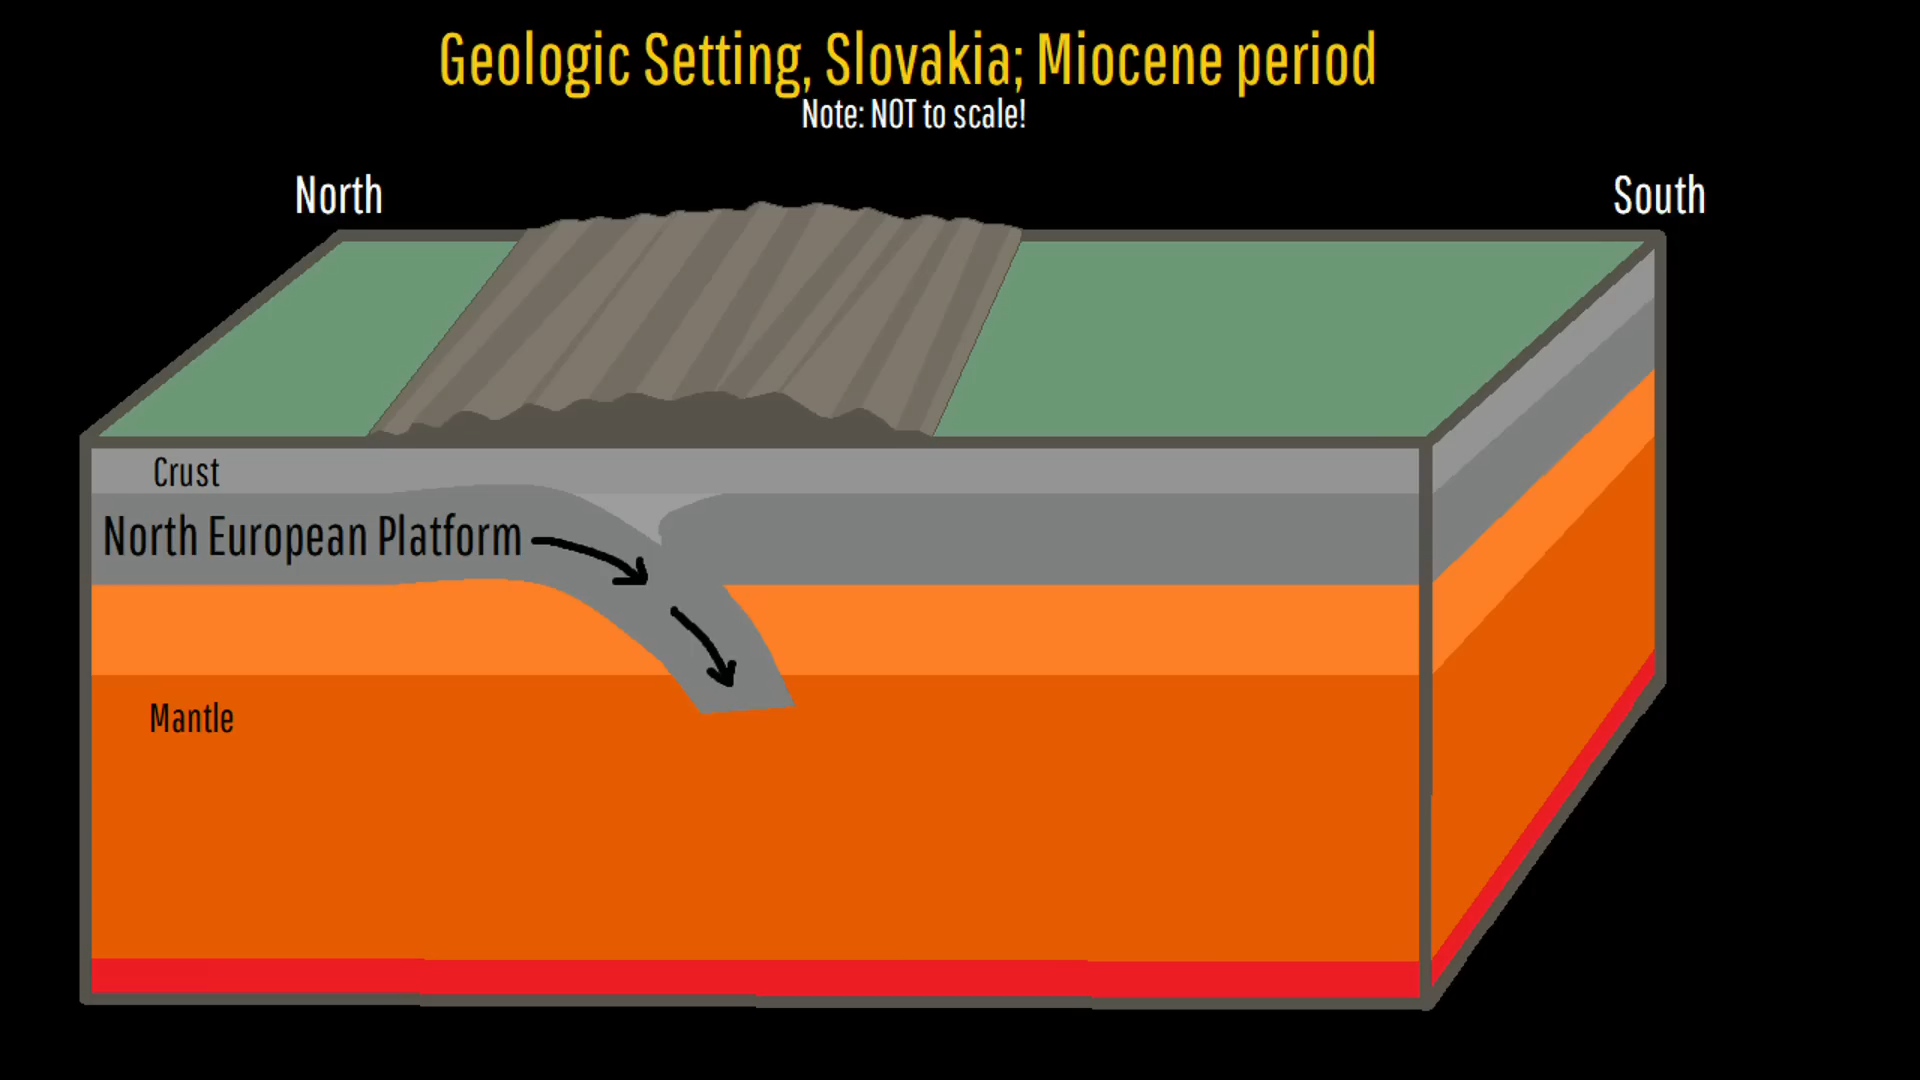 Geologic Setting, Slovakia; Miocene period
Note: NOT to scale!
North
South
Crust
North European Platform
Mantle